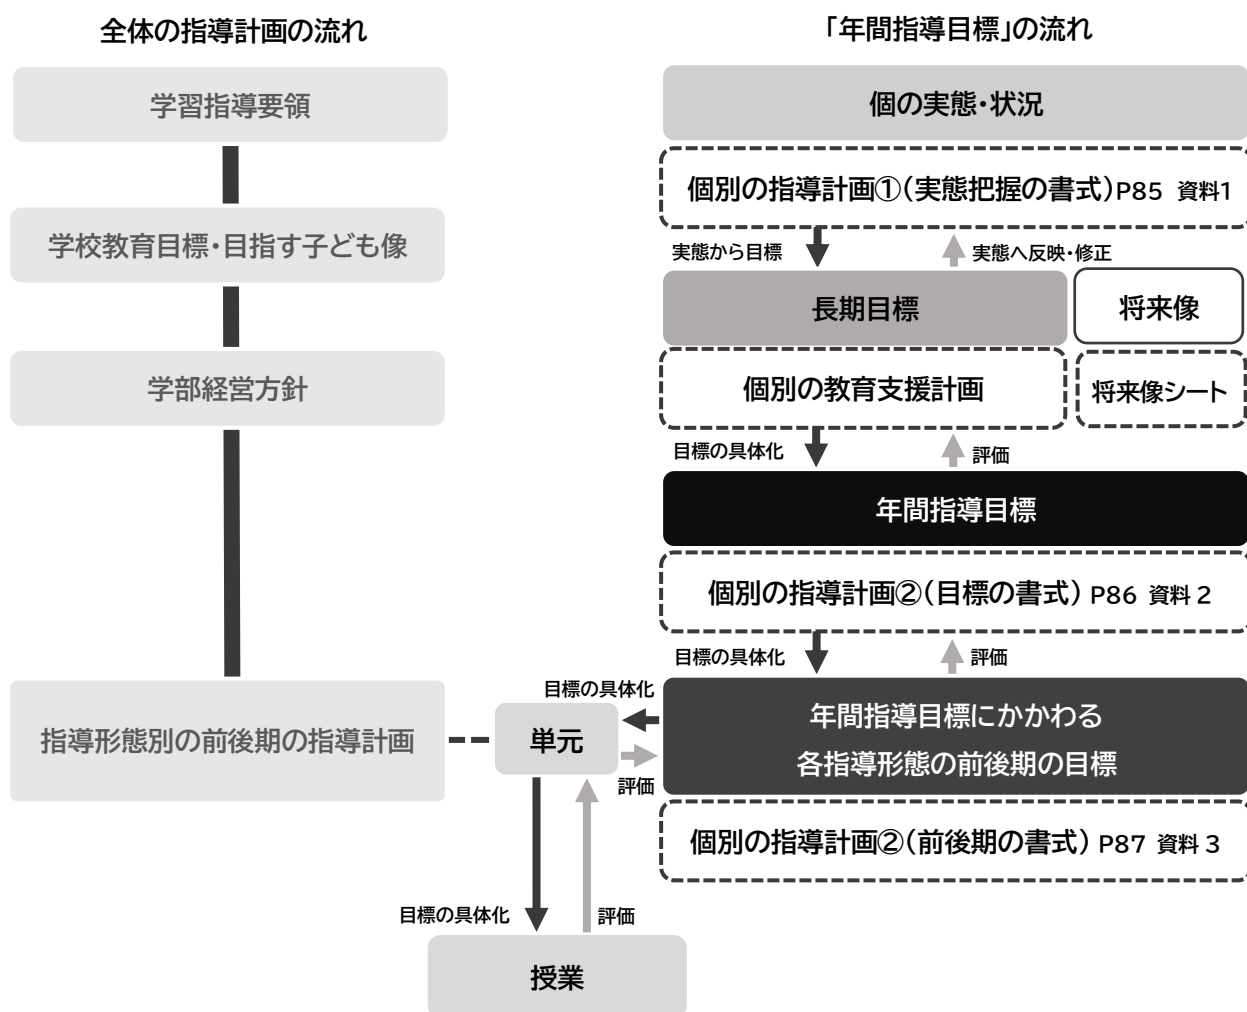 全体の指導計画の流れ
学習指導要領
学校教育目標・目指す子ども像
学部経営方針
指導形態別の前後期の指導計画
「年間指導目標」の流れ
個の実態・状況
個別の指導計画①(実態把握の書式)P85 資料1
実態から目標
実態へ反映・修正
長期目標
将来像
個別の教育支援計画
将来像シート
目標の具体化
評価
年間指導目標
個別の指導計画②(目標の書式) P86 資料 2
目標の具体化
評価
年間指導目標にかかわる
各指導形態の前後期の目標
個別の指導計画②(前後期の書式) P87 資料 3
目標の具体化
単元
評価
目標の具体化
評価
授業